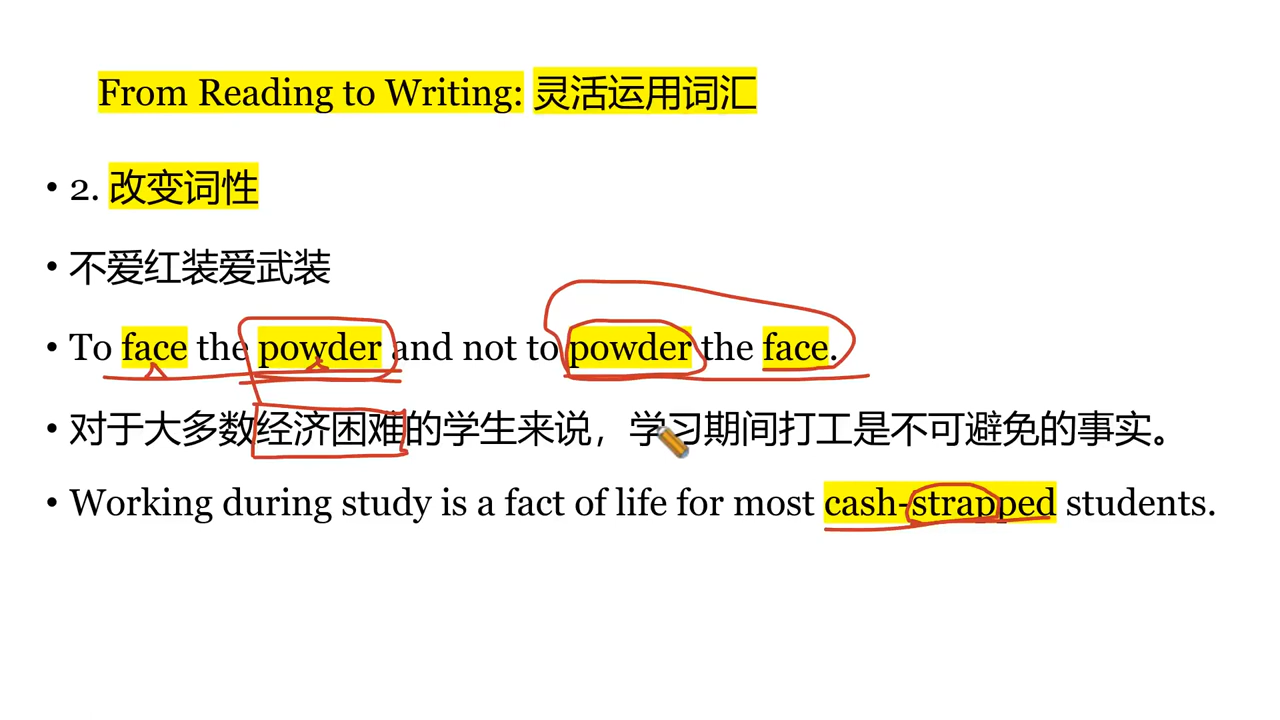 From Reading to Writing: 灵活运用词汇
• 2. 改变词性
• 不爱红装爱武装
• To face the powder and not to powder the face.
• 对于大多数经济困难的学生来说，学习期间打工是不可避免的事实。
• Working during study is a fact of life for most cash-strapped students.